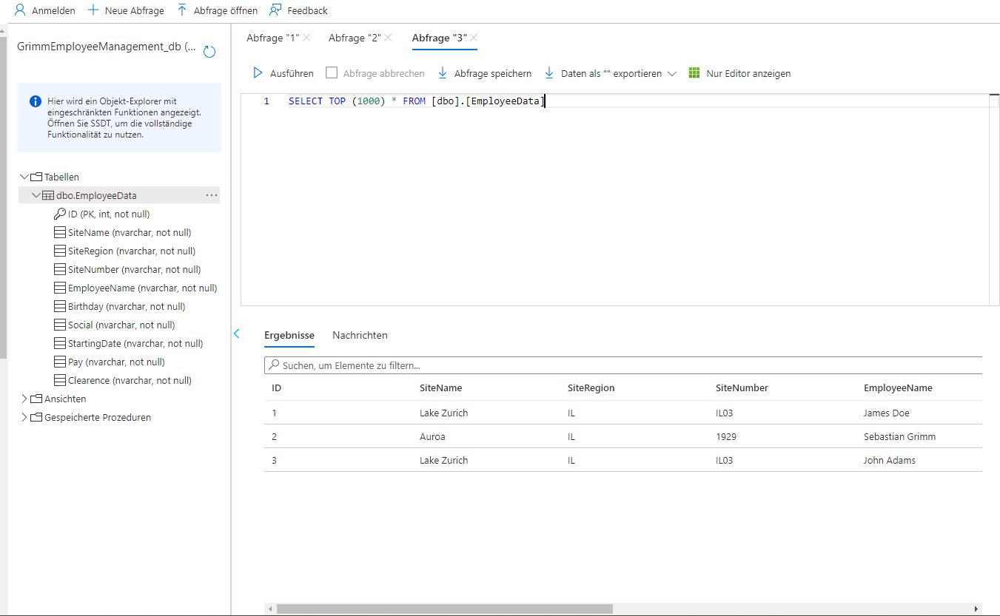 Anmelden Neue Abfrage Abfrage öffnen Feedback
GrimmEmployeeManagement_db (...
Hier wird ein Objekt-Explorer mit
eingeschränkten Funktionen angezeigt.
Öffnen Sie SSDT, um die vollständige
Funktionalität zu nutzen.
Tabellen
dbo.EmployeeData ...
ID (PK, int, not null)
SiteName (nvarchar, not null)
SiteRegion (nvarchar, not null)
SiteNumber (nvarchar, not null)
EmployeeName (nvarchar, not null)
Birthday (nvarchar, not null)
Social (nvarchar, not null)
StartingDate (nvarchar, not null)
Pay (nvarchar, not null)
Clearence (nvarchar, not null)
Ansichten
Gespeicherte Prozeduren
Abfrage "1" Abfrage "2" Abfrage "3"
Ausführen Abfrage abbrechen Abfrage speichern Daten als "" exportieren Nur Editor anzeigen
1 SELECT TOP (1000) * FROM [dbo].[EmployeeData]
Ergebnisse Nachrichten
Suchen, um Elemente zu filtern...
ID SiteName SiteRegion SiteNumber EmployeeName
1 Lake Zurich IL IL03 James Doe
2 Auroa IL 1929 Sebastian Grimm
3 Lake Zurich IL IL03 John Adams